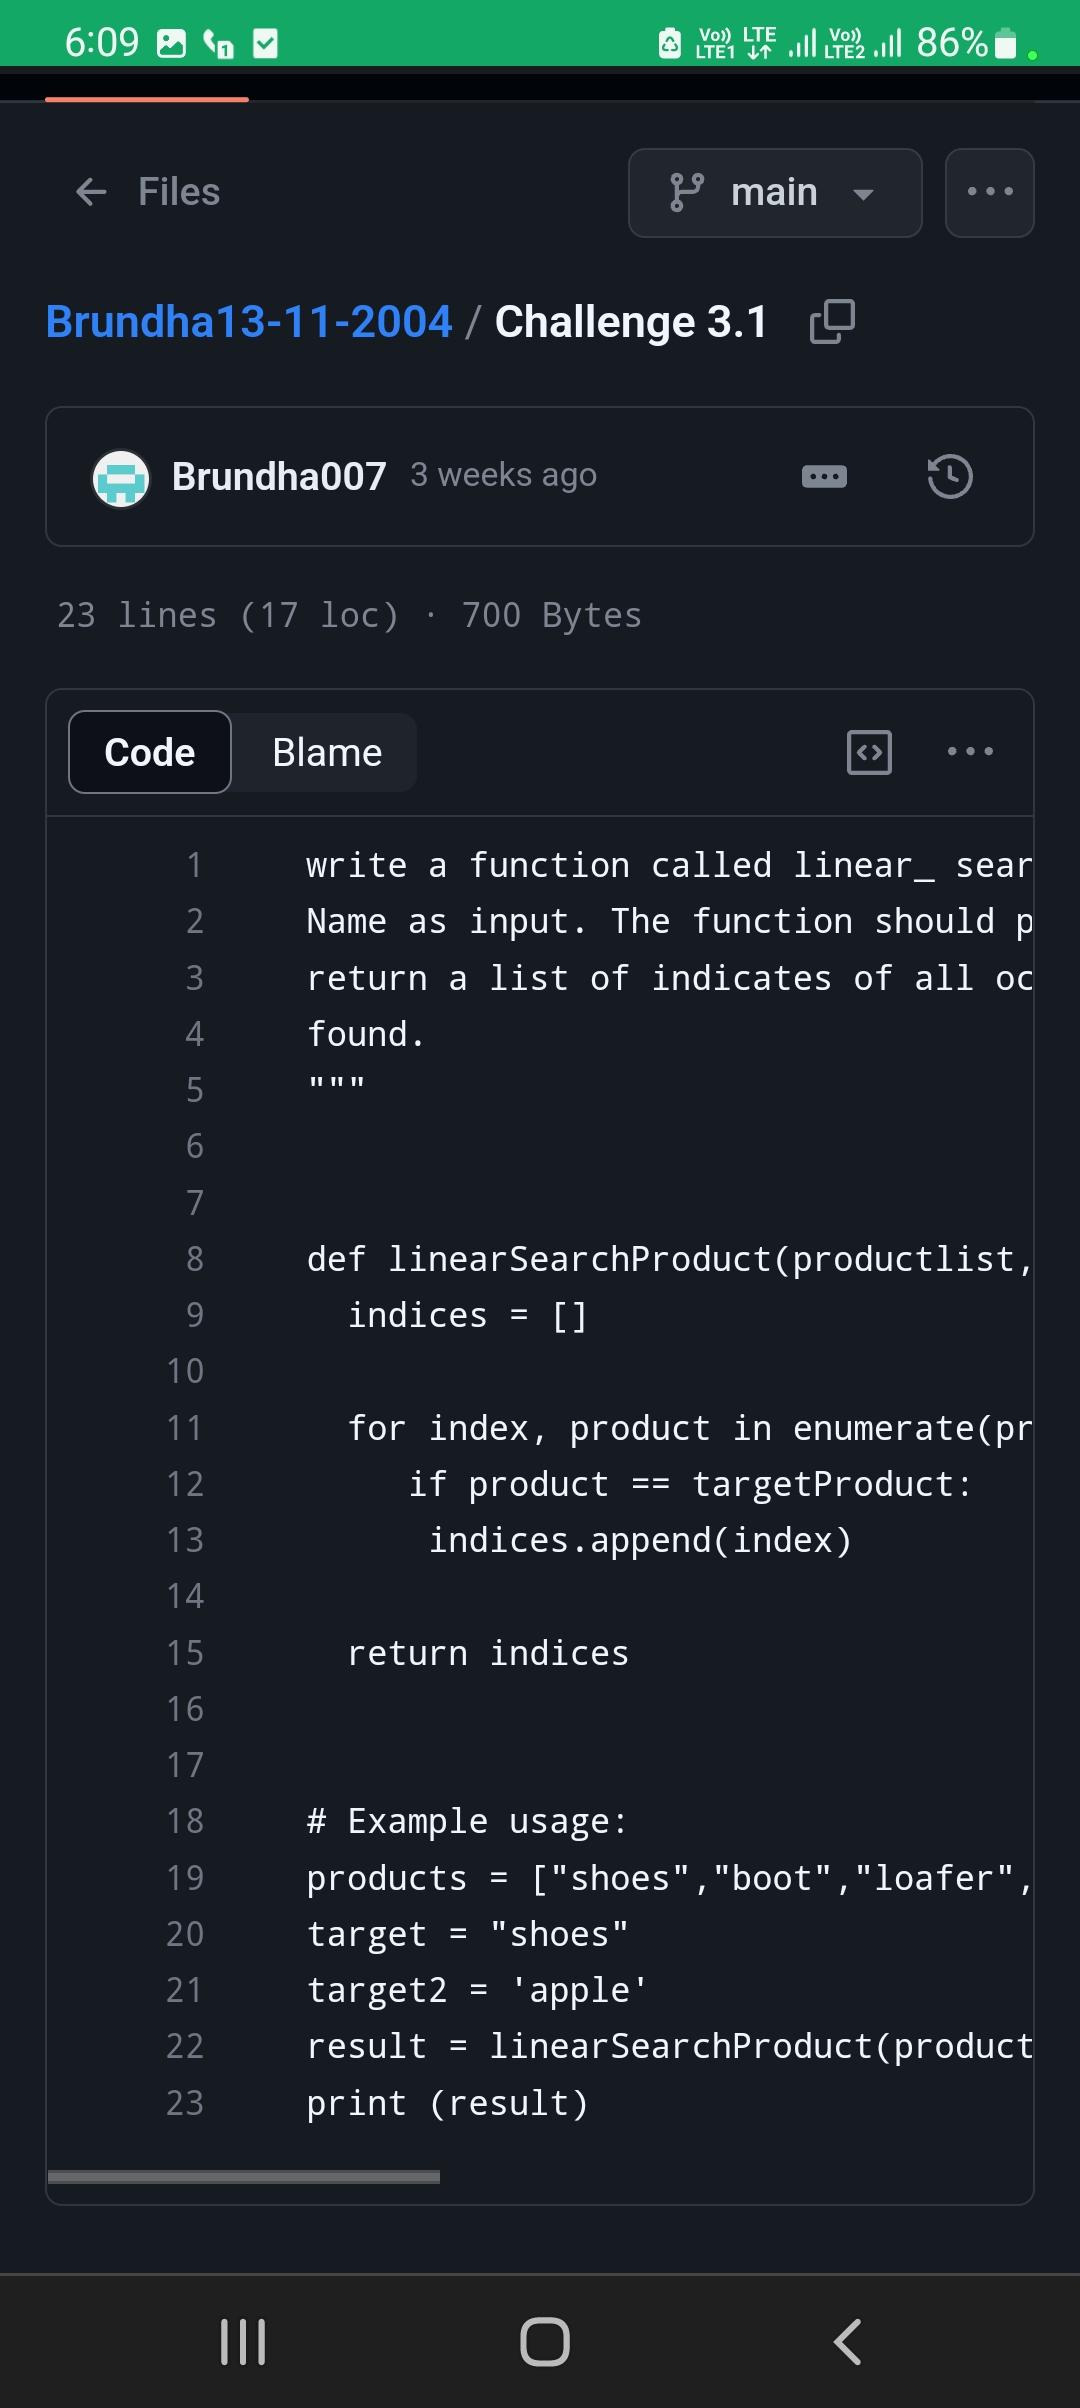 6:09 1 Vo)) LTE1 LTE Vo)) LTE2 86%
Files main
Brundha13-11-2004 / Challenge 3.1
Brundha007 3 weeks ago
23 lines (17 loc) · 700 Bytes
Code Blame
1 write a function called linear_ sear
2 Name as input. The function should p
3 return a list of indicates of all oc
4 found.
5 """
6
7
8 def linearSearchProduct(productlist,
9 indices = []
10
11 for index, product in enumerate(pr
12 if product == targetProduct:
13 indices.append(index)
14
15 return indices
16
17
18 # Example usage:
19 products = ["shoes","boot","loafer",
20 target = "shoes"
21 target2 = 'apple'
22 result = linearSearchProduct(product
23 print (result)